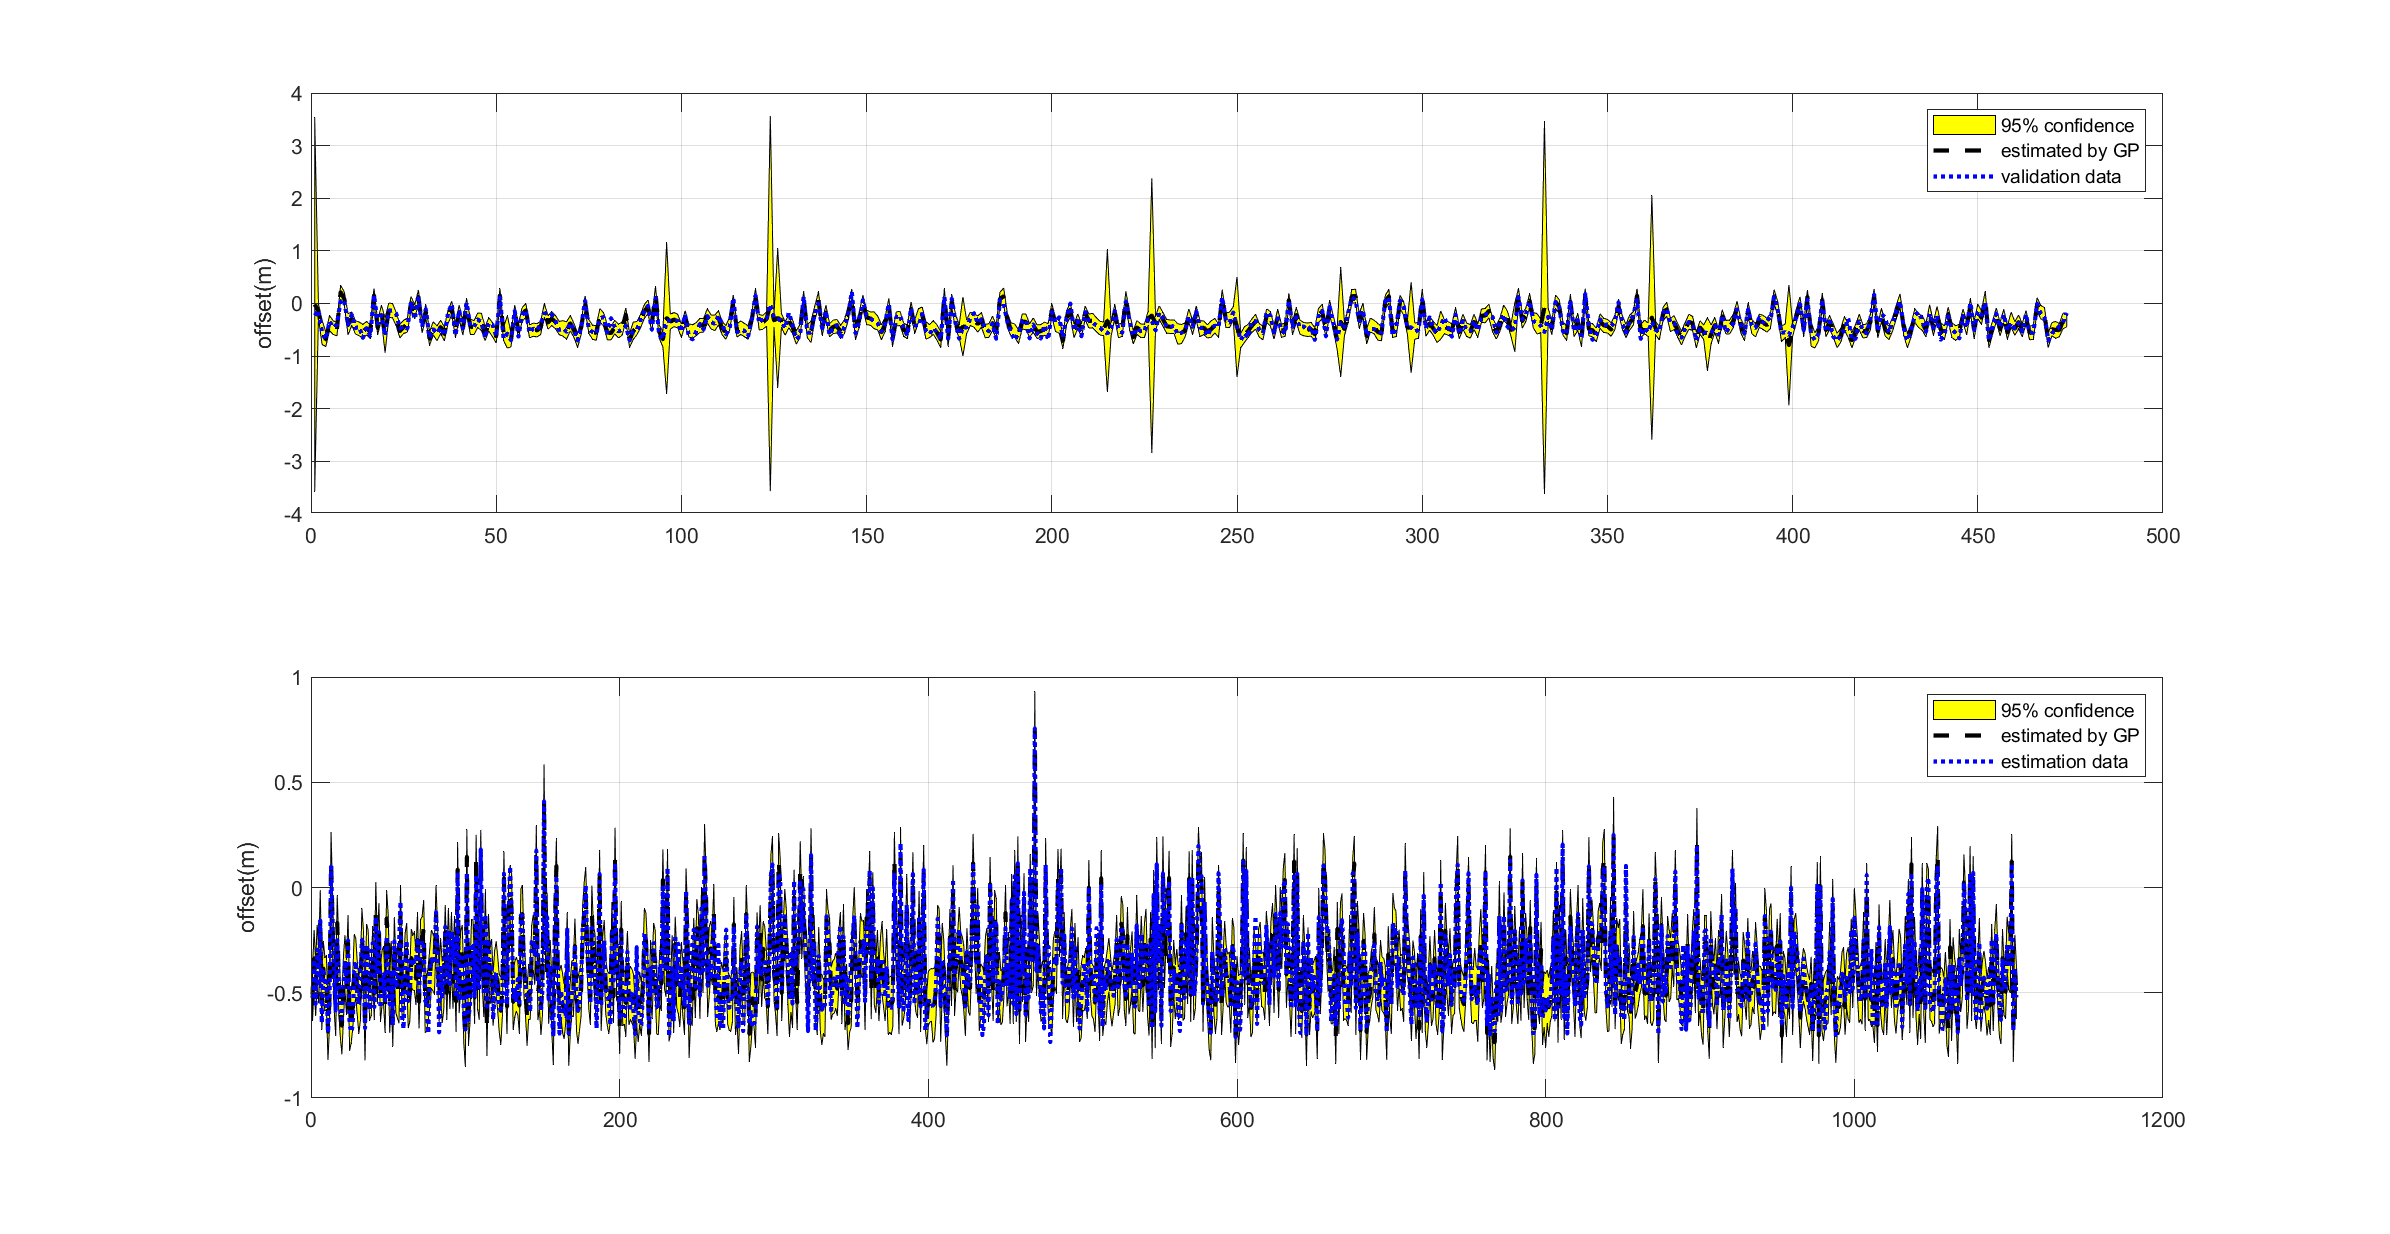 4
3
2
1
0
-1
-2
-3
-4
offset(m)
95% confidence
estimated by GP
validation data
0 50 100 150 200 250 300 350 400 450 500
1
0.5
0
-0.5
-1
offset(m)
95% confidence
estimated by GP
estimation data
0 200 400 600 800 1000 1200